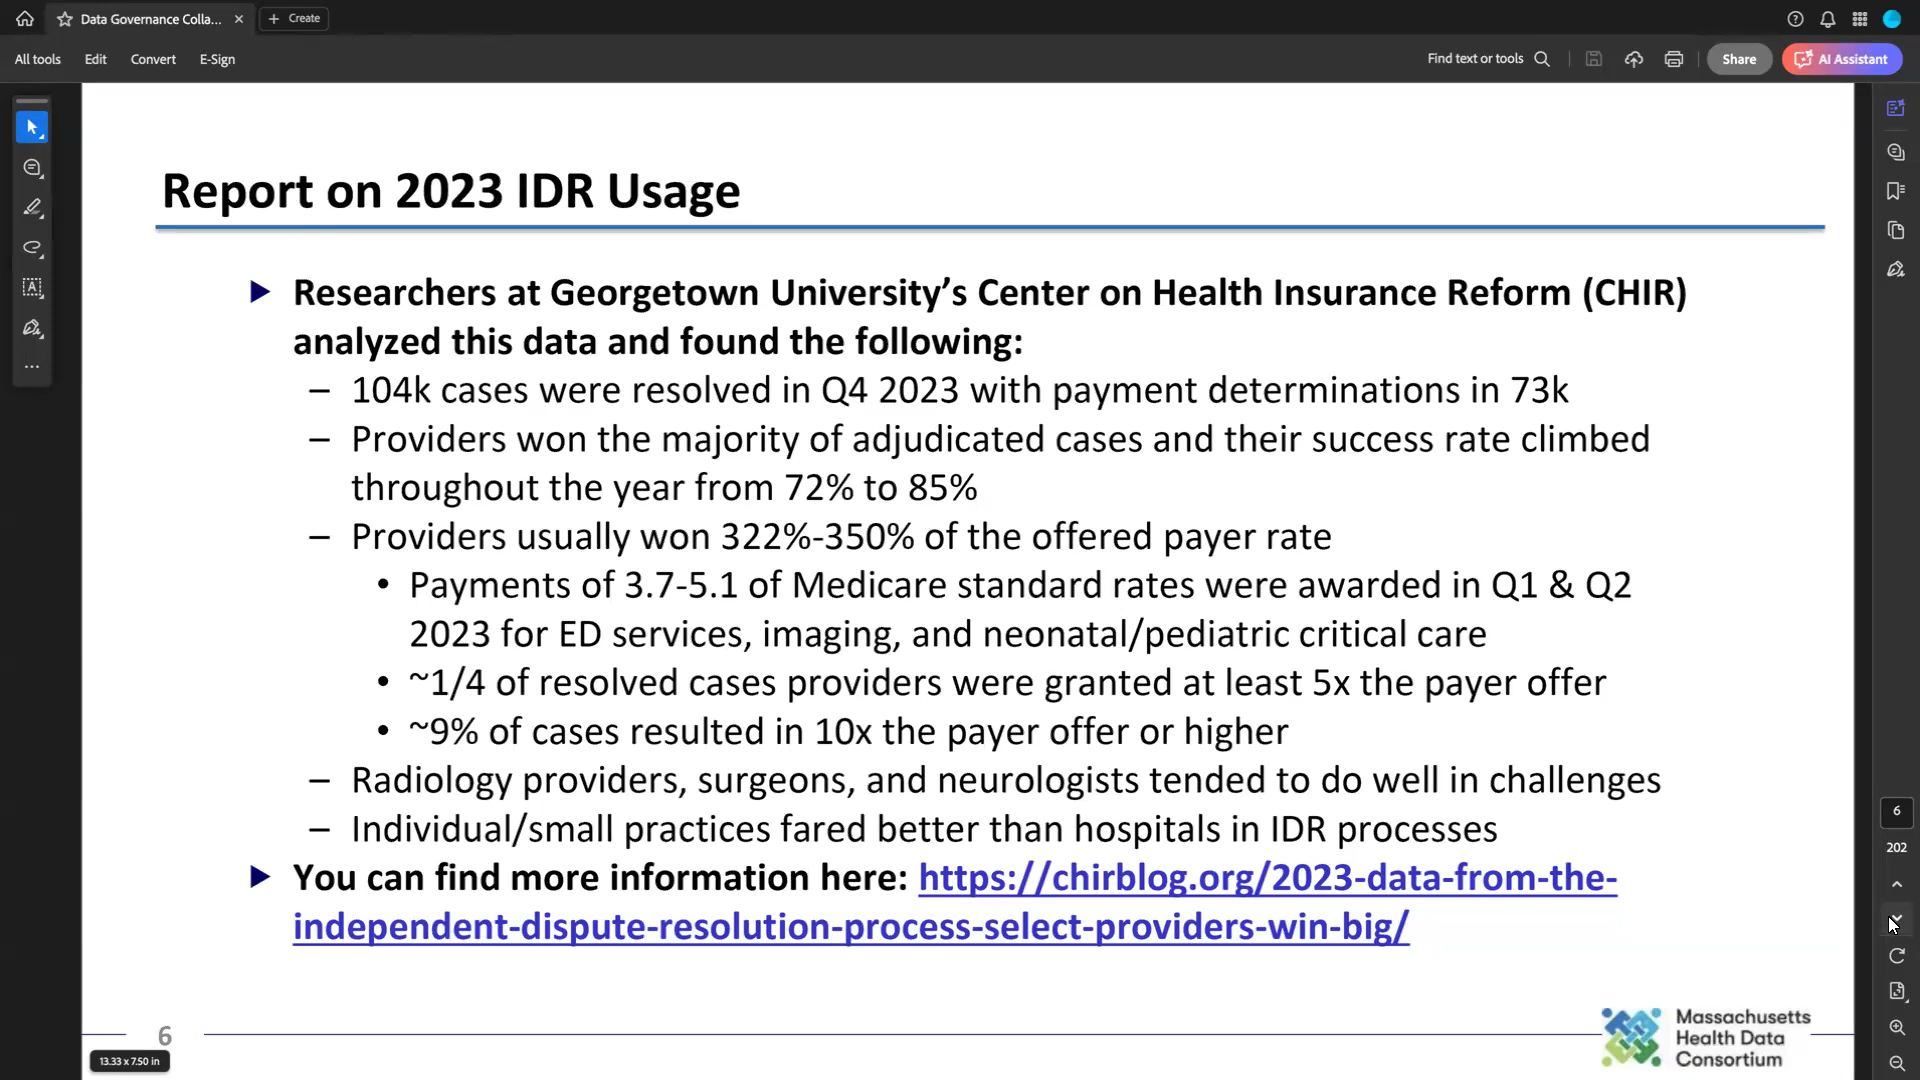 Data Governance Colla...
Create
All tools
Edit
Convert
E-Sign
Find text or tools
Share
AI Assistant
Report on 2023 IDR Usage
Researchers at Georgetown University’s Center on Health Insurance Reform (CHIR)
analyzed this data and found the following:
– 104k cases were resolved in Q4 2023 with payment determinations in 73k
– Providers won the majority of adjudicated cases and their success rate climbed
throughout the year from 72% to 85%
– Providers usually won 322%-350% of the offered payer rate
• Payments of 3.7-5.1 of Medicare standard rates were awarded in Q1 & Q2
2023 for ED services, imaging, and neonatal/pediatric critical care
• ~1/4 of resolved cases providers were granted at least 5x the payer offer
• ~9% of cases resulted in 10x the payer offer or higher
– Radiology providers, surgeons, and neurologists tended to do well in challenges
– Individual/small practices fared better than hospitals in IDR processes
You can find more information here: https://chirblog.org/2023-data-from-the-
independent-dispute-resolution-process-select-providers-win-big/
6
202
6
13.33 x 7.50 in
Massachusetts
Health Data
Consortium